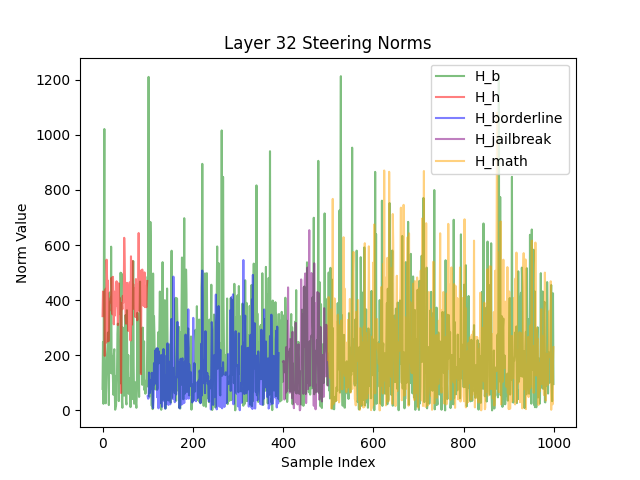 Layer 32 Steering Norms
H_b
H_h
H_borderline
H_jailbreak
H_math
Norm Value
1200
1000
800
600
400
200
0
0
200
400
600
800
1000
Sample Index